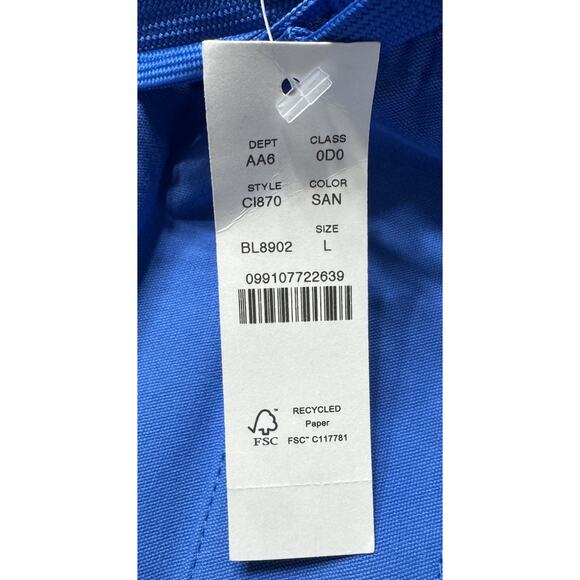 DEPT CLASS
AA6 0D0
STYLE COLOR
CI870 SAN
SIZE
BL8902 L
099107722639
RECYCLED
Paper
FSC™ C117781
FSC